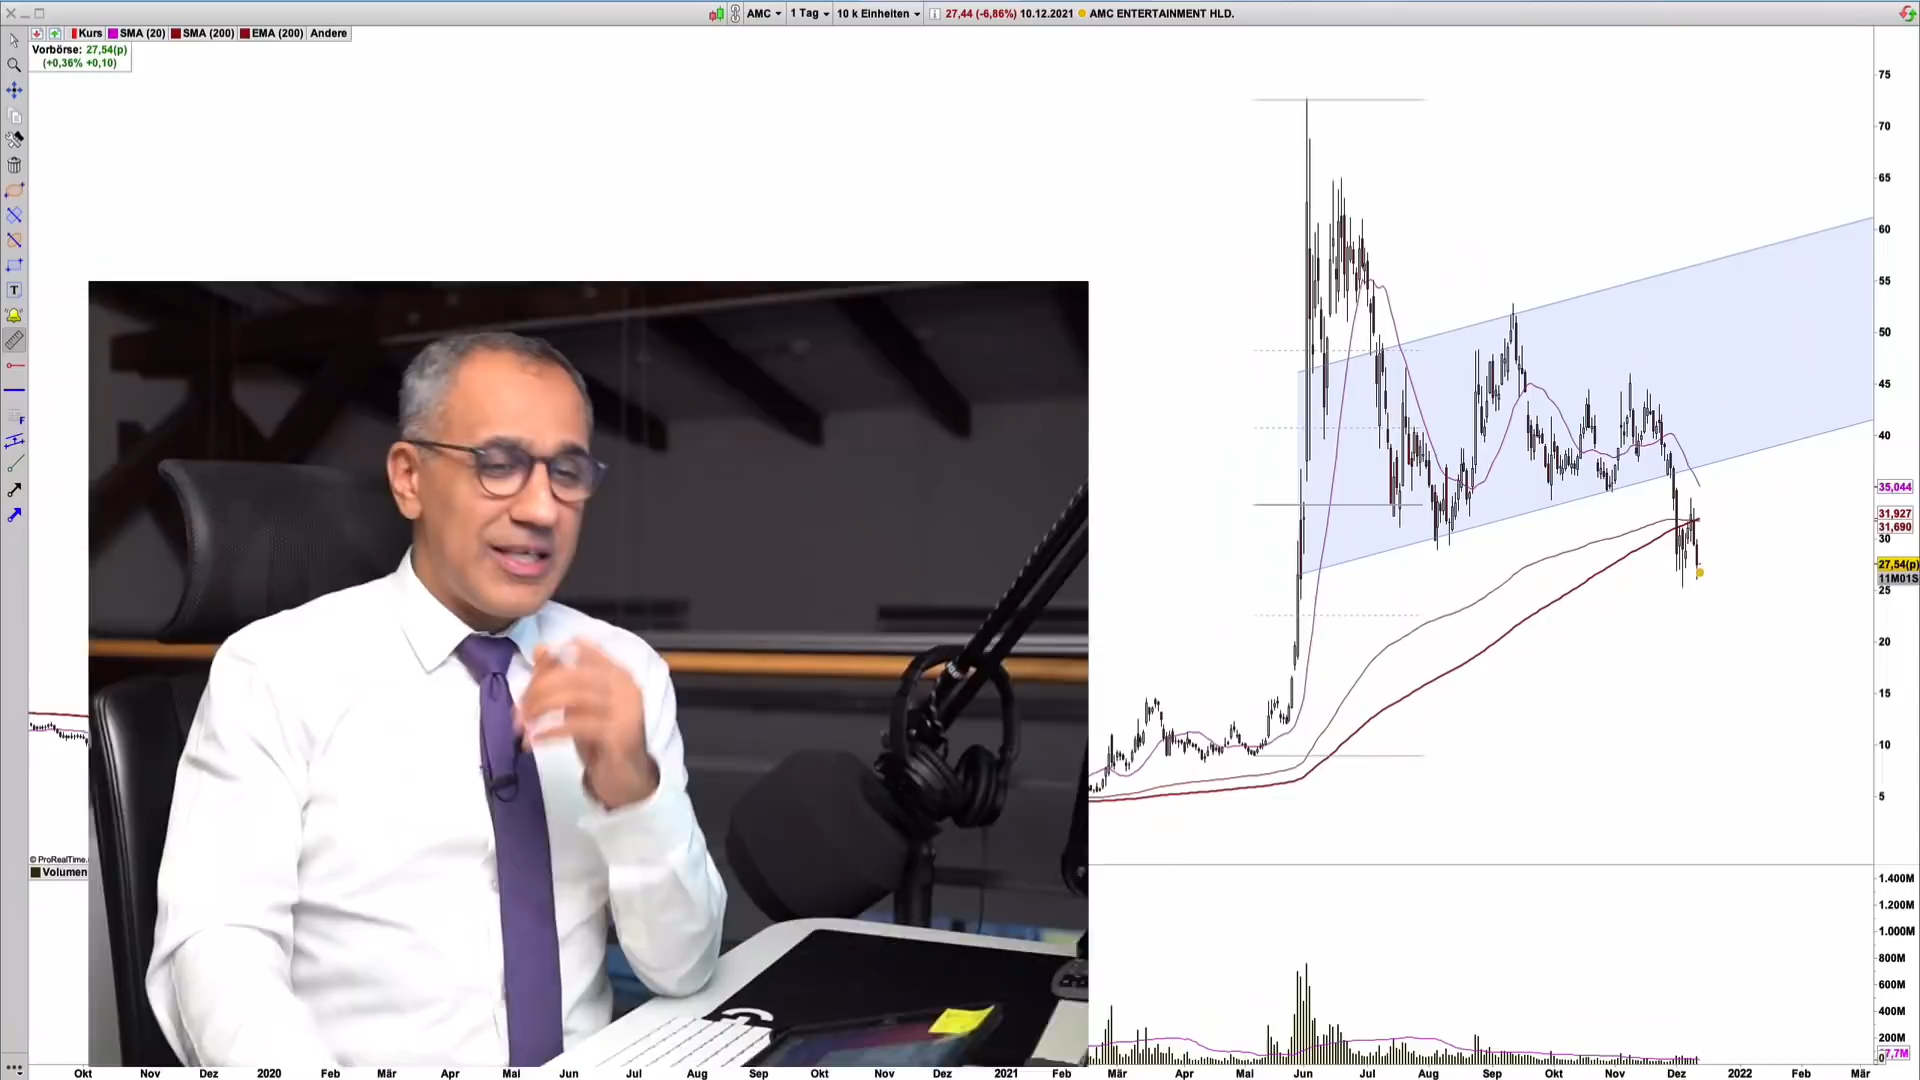 AMC 1 Tag 10 k Einheiten 27,44 (-6,86%) 10.12.2021 AMC ENTERTAINMENT HLD.
Kurs SMA (20) SMA (200) EMA (200) Andere
Vorbörse: 27,54(p)
(+0,36% +0,10)
75
70
65
60
55
50
45
40
35,044
31,927
31,690
30
27,54(p)
11M01S
25
20
15
10
5
T
F
© ProRealTime.
Volumen
1.400M
1.200M
1.000M
800M
600M
400M
200M
0
7,7M
Okt Nov Dez 2020 Feb Mär Apr Mai Jun Jul Aug Sep Okt Nov Dez 2021 Feb Mär Apr Mai Jun Jul Aug Sep Okt Nov Dez 2022 Feb Mär